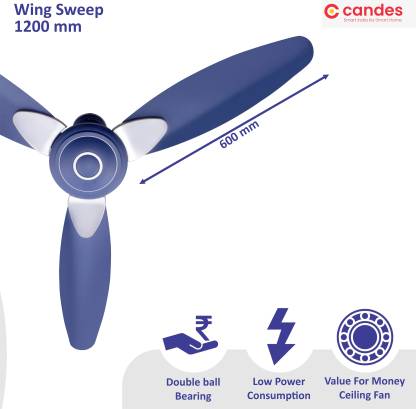 Wing Sweep
1200 mm
candes
Smart India for Smart Home
600 mm
₹
Double ball
Bearing
Low Power
Consumption
Value For Money
Ceiling Fan